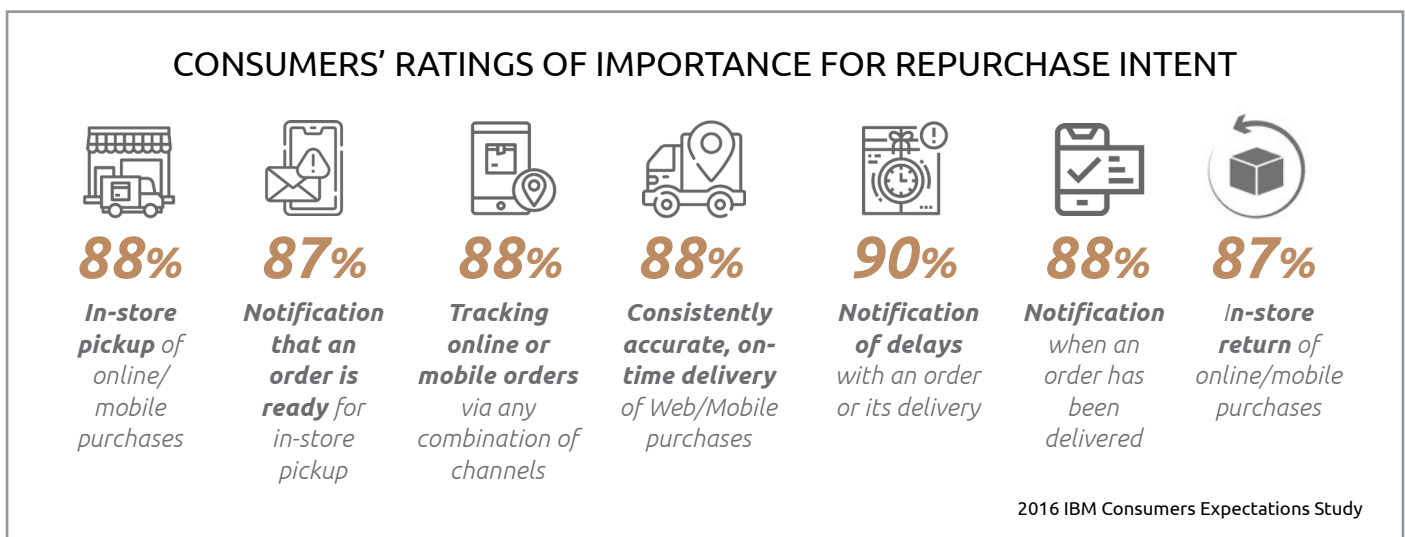 CONSUMERS’ RATINGS OF IMPORTANCE FOR REPURCHASE INTENT
88%
In-store
pickup of
online/
mobile
purchases
87%
Notification
that an
order is
ready for
in-store
pickup
88%
Tracking
online or
mobile orders
via any
combination of
channels
88%
Consistently
accurate, on-
time delivery
of Web/Mobile
purchases
90%
Notification
of delays
with an order
or its delivery
88%
Notification
when an
order has
been
delivered
87%
In-store
return of
online/mobile
purchases
2016 IBM Consumers Expectations Study